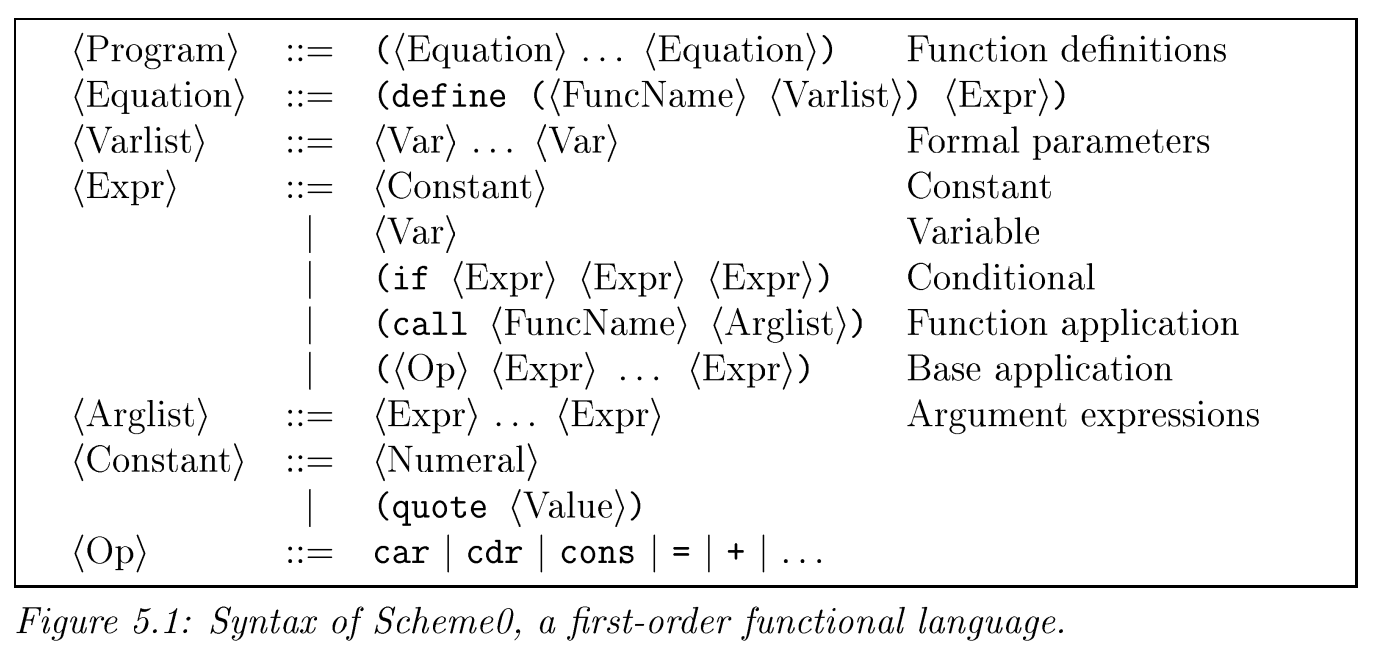 ⟨Program⟩ ::= (⟨Equation⟩ ... ⟨Equation⟩) Function definitions
⟨Equation⟩ ::= (define (⟨FuncName⟩ ⟨Varlist⟩) ⟨Expr⟩)
⟨Varlist⟩ ::= ⟨Var⟩ ... ⟨Var⟩ Formal parameters
⟨Expr⟩ ::= ⟨Constant⟩ Constant
| ⟨Var⟩ Variable
| (if ⟨Expr⟩ ⟨Expr⟩ ⟨Expr⟩) Conditional
| (call ⟨FuncName⟩ ⟨Arglist⟩) Function application
| (⟨Op⟩ ⟨Expr⟩ ... ⟨Expr⟩) Base application
⟨Arglist⟩ ::= ⟨Expr⟩ ... ⟨Expr⟩ Argument expressions
⟨Constant⟩ ::= ⟨Numeral⟩
| (quote ⟨Value⟩)
⟨Op⟩ ::= car | cdr | cons | = | + | ...
Figure 5.1: Syntax of Scheme0, a first-order functional language.